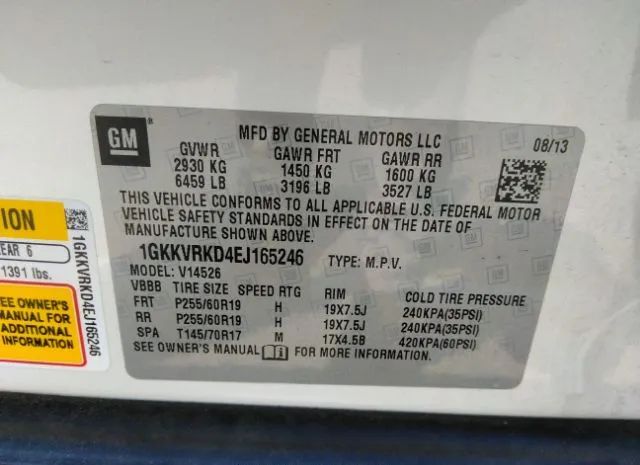 GM
®
MFD BY GENERAL MOTORS LLC
08/13
GVWR GAWR FRT GAWR RR
2930 KG 1450 KG 1600 KG
6459 LB 3196 LB 3527 LB
THIS VEHICLE CONFORMS TO ALL APPLICABLE U.S. FEDERAL MOTOR
VEHICLE SAFETY STANDARDS IN EFFECT ON THE DATE OF
MANUFACTURE SHOWN ABOVE.
1GKKVRKD4EJ165246 TYPE: M.P.V.
MODEL: V14526
VBBB TIRE SIZE SPEED RTG RIM COLD TIRE PRESSURE
FRT P255/60R19 H 19X7.5J 240KPA(35PSI)
RR P255/60R19 H 19X7.5J 240KPA(35PSI)
SPA T145/70R17 M 17X4.5B 420KPA(60PSI)
SEE OWNER'S MANUAL FOR MORE INFORMATION.
ION
EAR 6
1391 lbs.
SEE OWNER'S
MANUAL FOR
ADDITIONAL
INFORMATION
1GKKVRKD4EJ165246